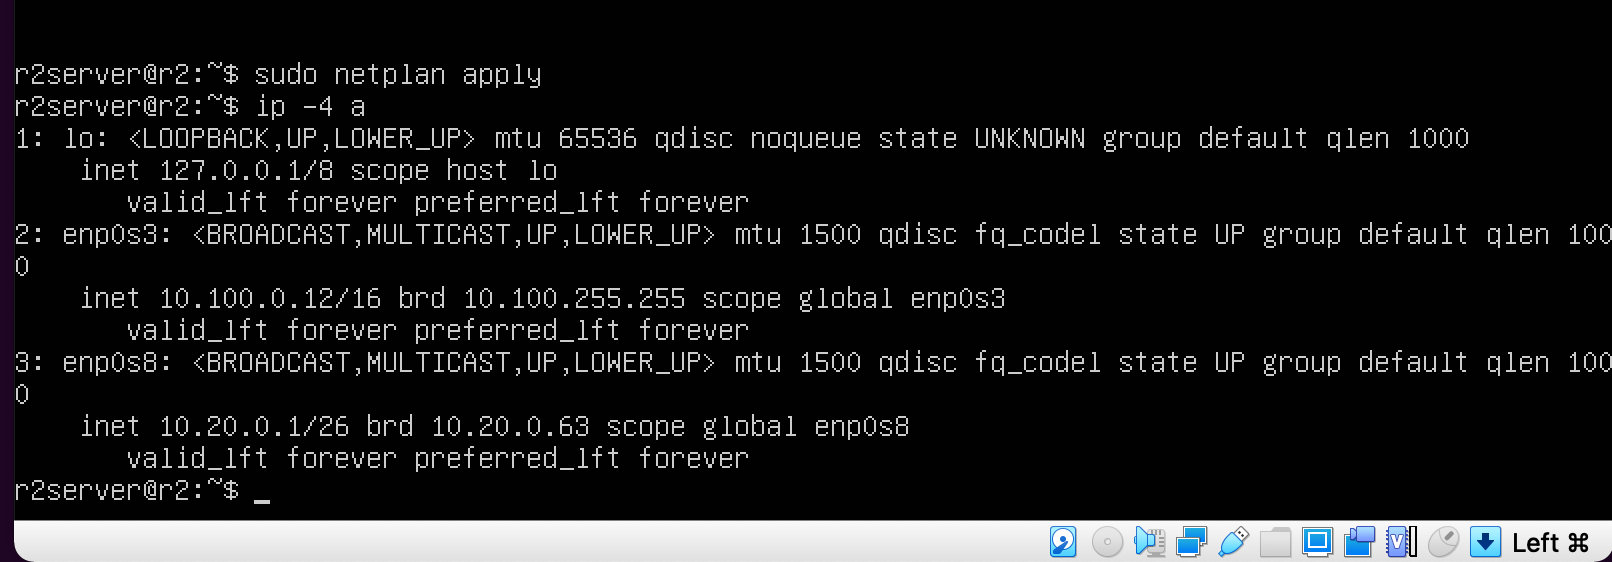 r2server@r2:~$ sudo netplan apply
r2server@r2:~$ ip -4 a
1: lo: <LOOPBACK,UP,LOWER_UP> mtu 65536 qdisc noqueue state UNKNOWN group default qlen 1000
    inet 127.0.0.1/8 scope host lo
       valid_lft forever preferred_lft forever
2: enp0s3: <BROADCAST,MULTICAST,UP,LOWER_UP> mtu 1500 qdisc fq_codel state UP group default qlen 100
0
    inet 10.100.0.12/16 brd 10.100.255.255 scope global enp0s3
       valid_lft forever preferred_lft forever
3: enp0s8: <BROADCAST,MULTICAST,UP,LOWER_UP> mtu 1500 qdisc fq_codel state UP group default qlen 100
0
    inet 10.20.0.1/26 brd 10.20.0.63 scope global enp0s8
       valid_lft forever preferred_lft forever
r2server@r2:~$ _
Left ⌘